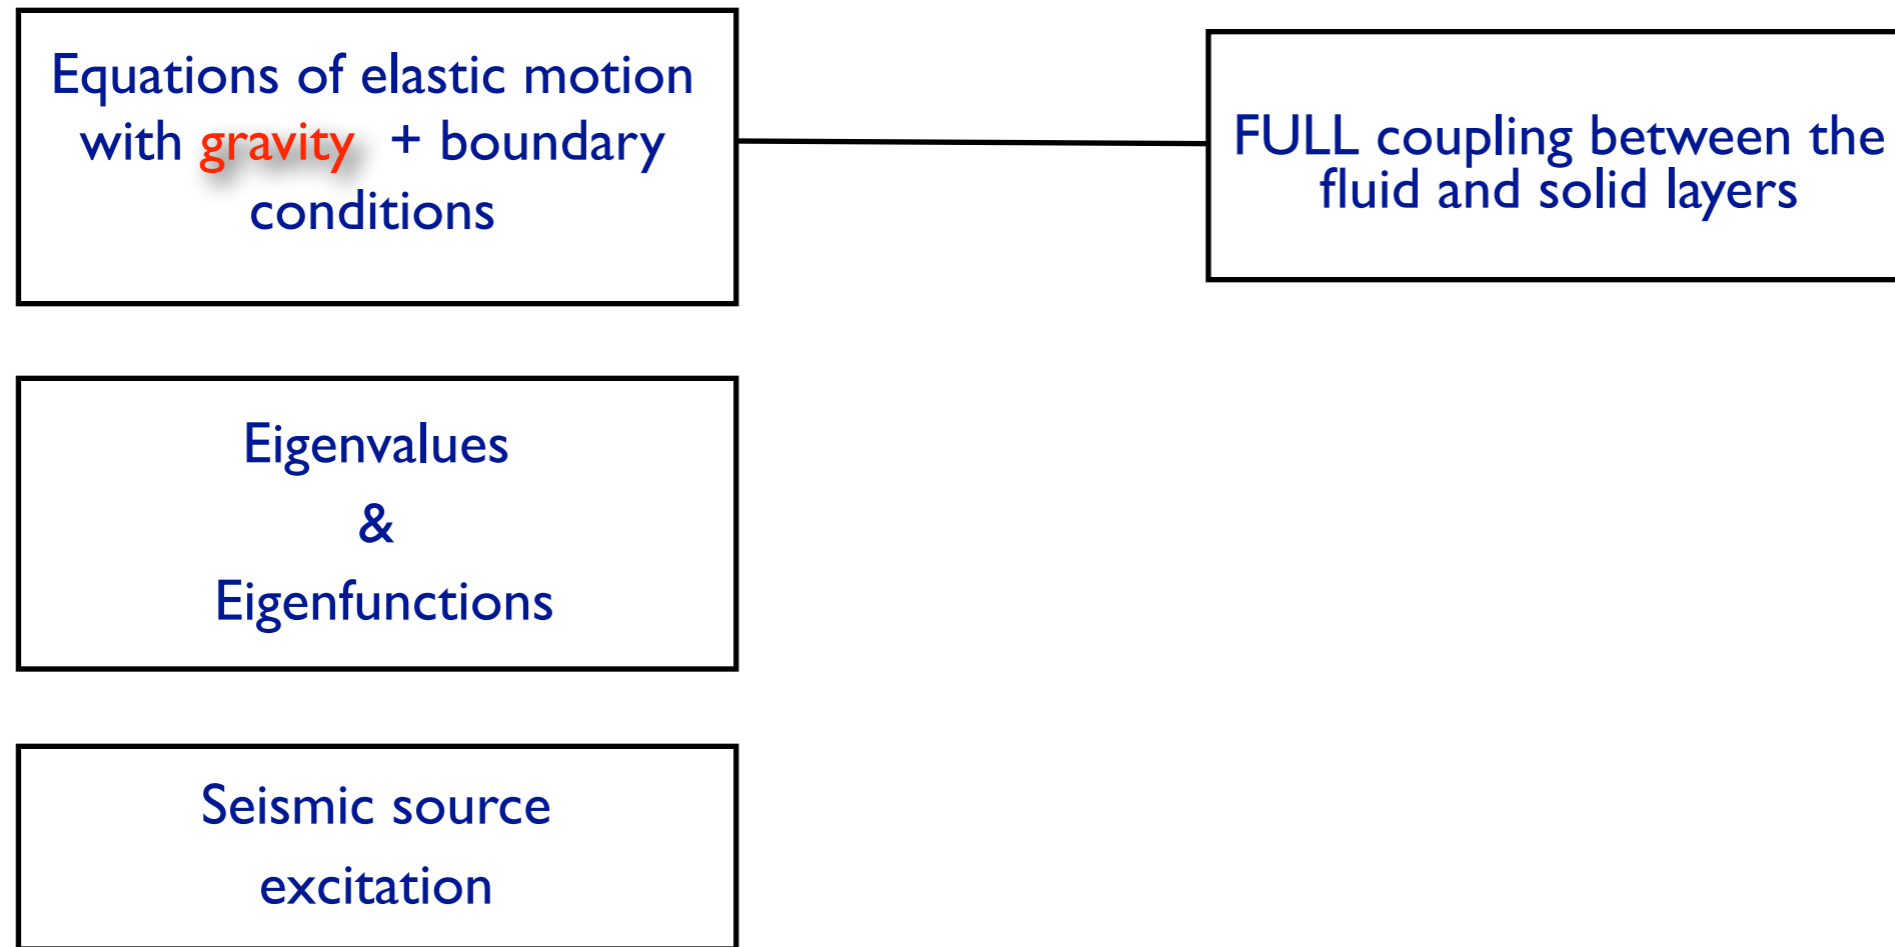 Equations of elastic motion
with gravity + boundary
conditions
FULL coupling between the
fluid and solid layers
Eigenvalues
&
Eigenfunctions
Seismic source
excitation